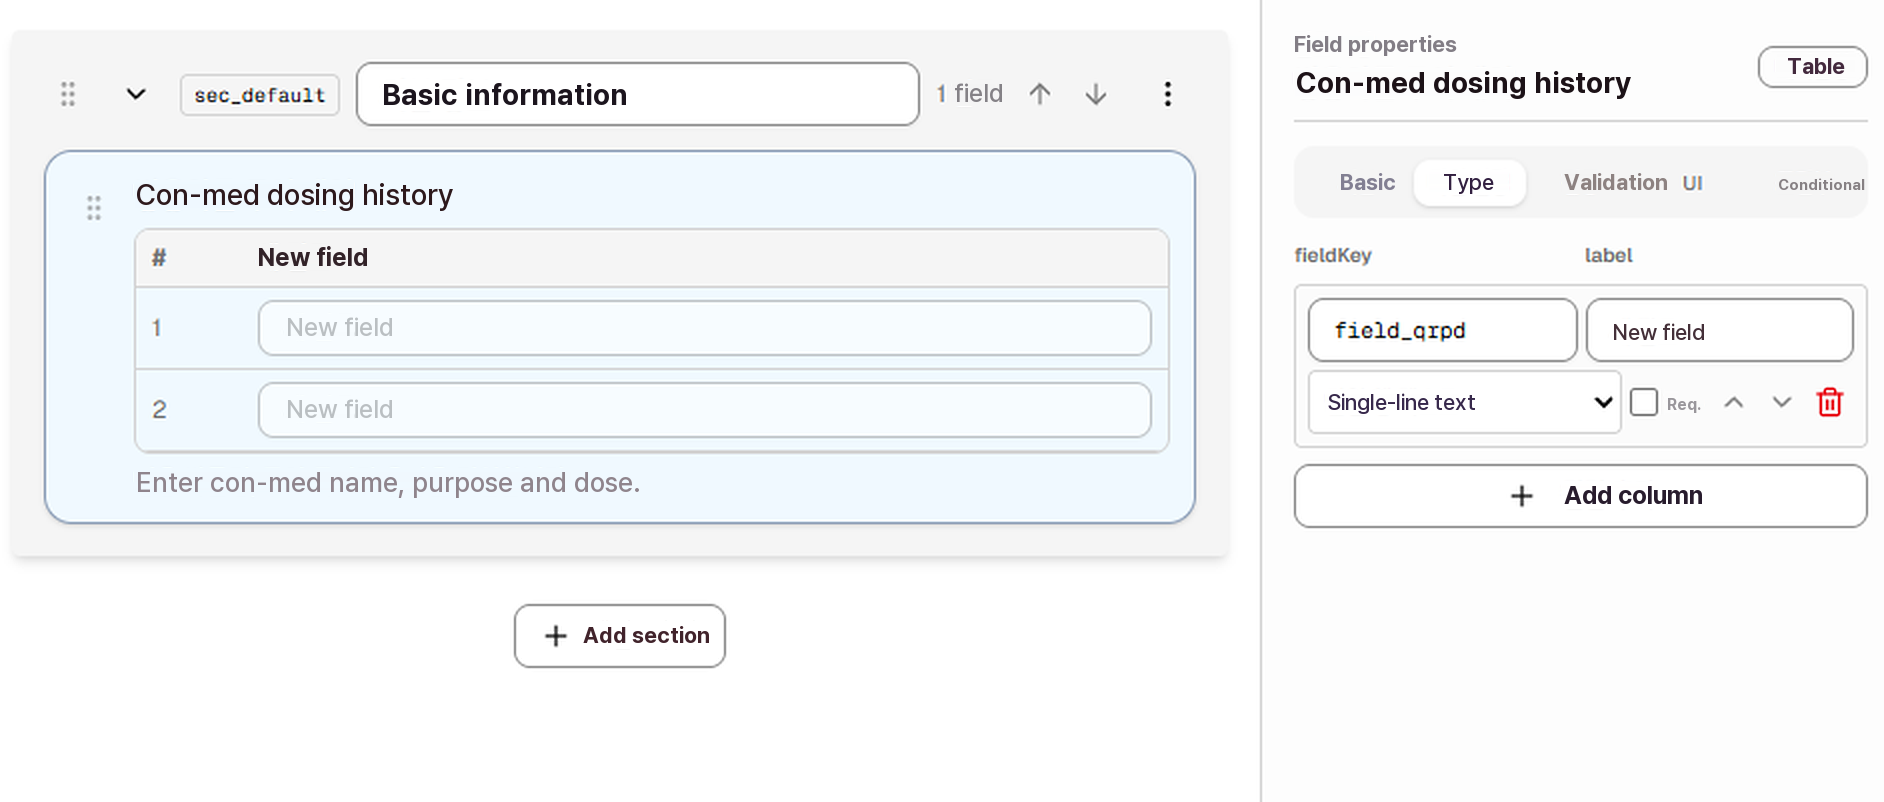 sec_default Basic information 1 field
Con-med dosing history
# New field
1 New field
2 New field
Enter con-med name, purpose and dose.
+ Add section
Field properties
Con-med dosing history Table
Basic Type Validation UI Conditional
fieldKey label
field_qrpd New field
Single-line text Req.
+ Add column